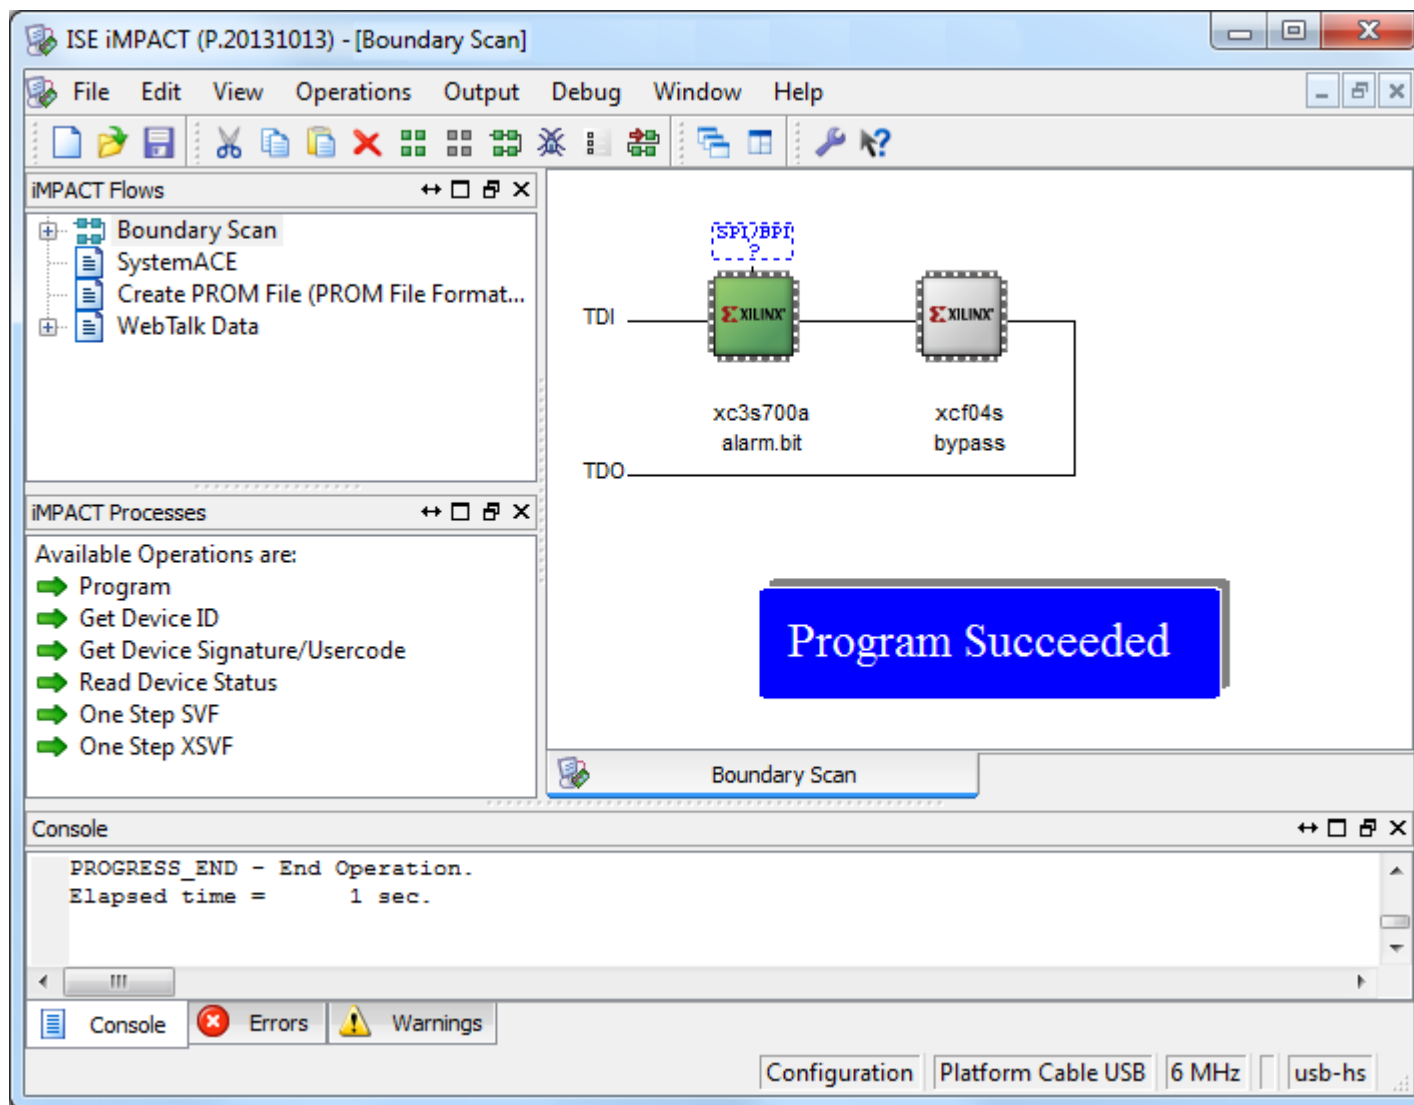 ISE iMPACT (P.20131013) - [Boundary Scan]
File Edit View Operations Output Debug Window Help
iMPACT Flows
Boundary Scan
SystemACE
Create PROM File (PROM File Format...
WebTalk Data
SPI/BPI
?
TDI
XILINX
XILINX
xc3s700a
xcf04s
alarm.bit
bypass
TDO
iMPACT Processes
Available Operations are:
Program
Get Device ID
Get Device Signature/Usercode
Read Device Status
One Step SVF
One Step XSVF
Program Succeeded
Boundary Scan
Console
PROGRESS_END - End Operation.
Elapsed time =      1 sec.
Console Errors Warnings
Configuration Platform Cable USB 6 MHz usb-hs